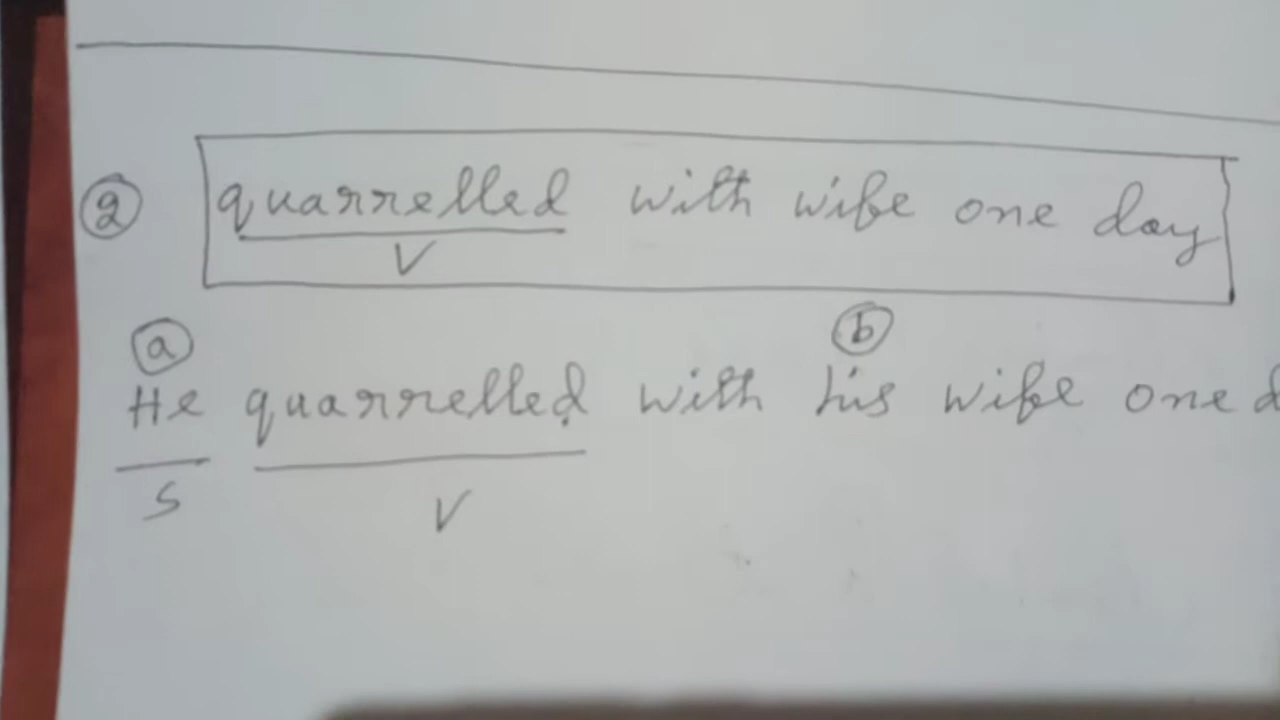 ② quarrelled with wife one day
V
ⓐ ⓑ
He quarrelled with his wife one d
S V